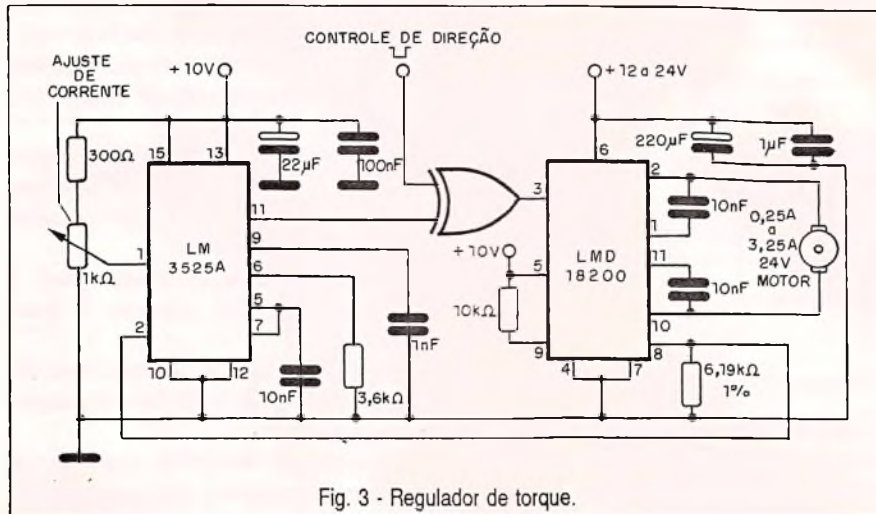 CONTROLE DE DIREÇÃO
AJUSTE
DE
CORRENTE
+10V
+12 a 24V
300Ω
15
13
22µF
100nF
220µF
1µF
6
2
11
3
10nF
1
LM
3525A
9
6
LMD
18200
0,25A
a
3,25A
24V
MOTOR
1
1kΩ
+10V
5
11
10nF
5
7
10kΩ
1nF
2
10
12
10nF
3,6kΩ
9
4
7
10
8
6,19kΩ
1%
Fig. 3 - Regulador de torque.